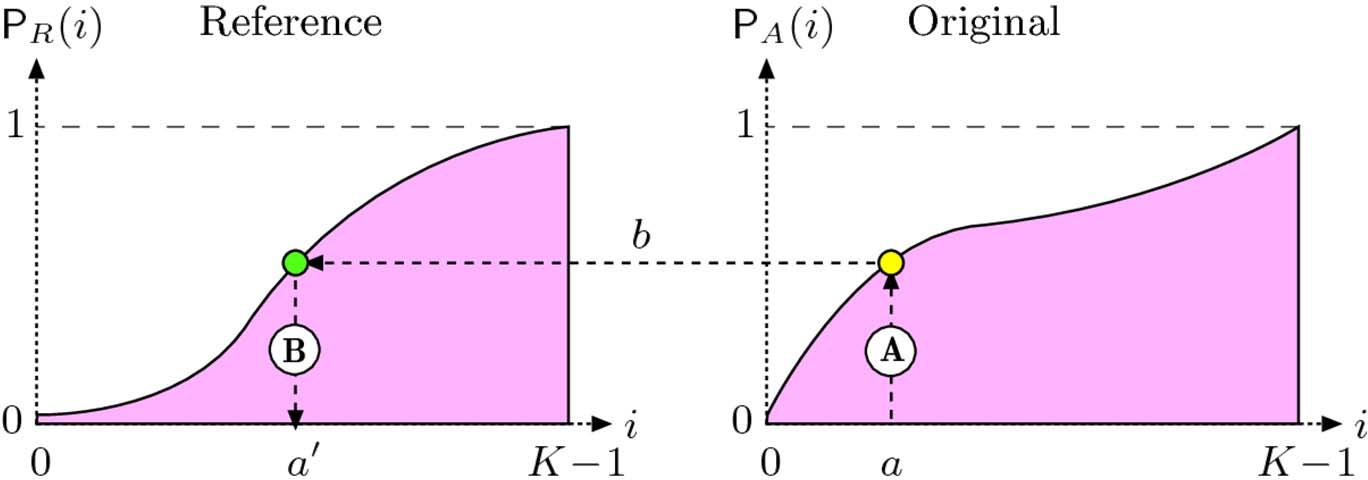 P_R(i) Reference
1
B
0
0 a′ K−1
i
b
P_A(i) Original
1
A
0
0 a K−1
i